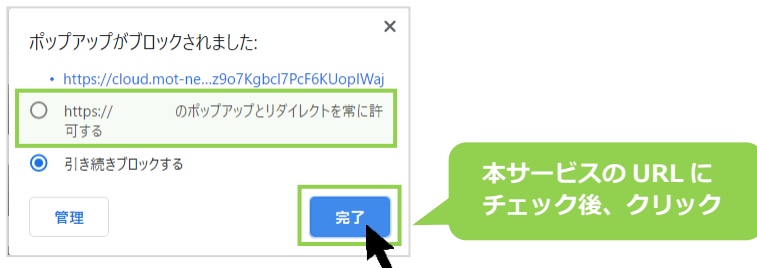 ポップアップがブロックされました:
• https://cloud.mot-ne...z9o7Kgbcl7PcF6KUopIWaj
https:// のポップアップとリダイレクトを常に許
可する
引き続きブロックする
管理
完了
本サービスの URL に
チェック後、クリック